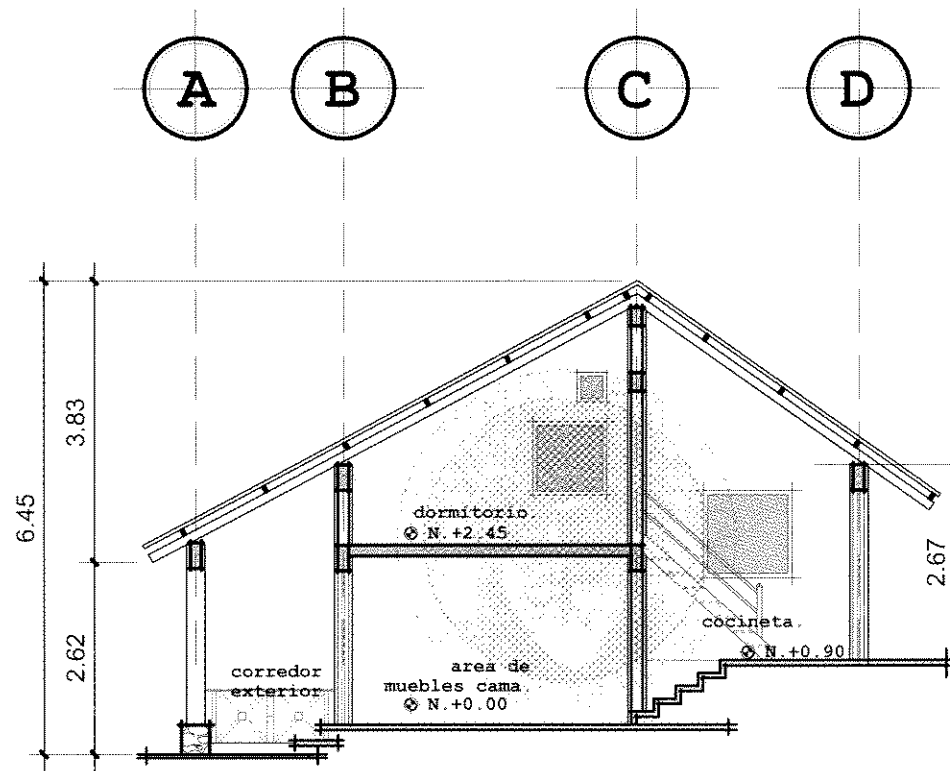 A B C D
3.83
6.45
2.62
dormitorio
N.+2.45
2.67
cocineta
N.+0.90
corredor
exterior
area de
muebles cama
N.+0.00